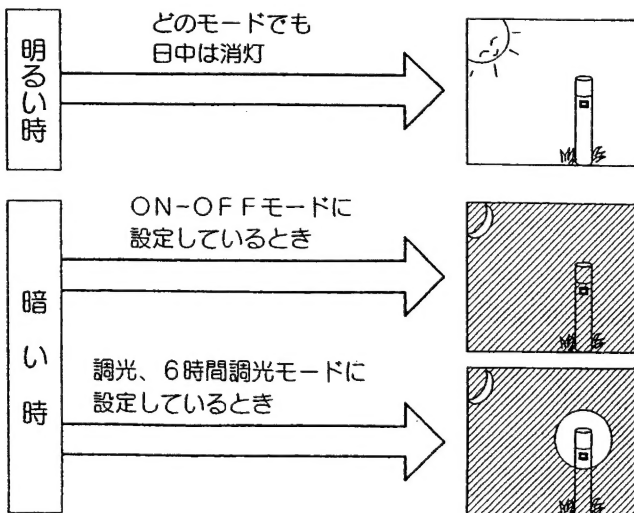 明るい時
どのモードでも
日中は消灯
暗い時
ON-OFFモードに
設定しているとき
調光、6時間調光モードに
設定しているとき